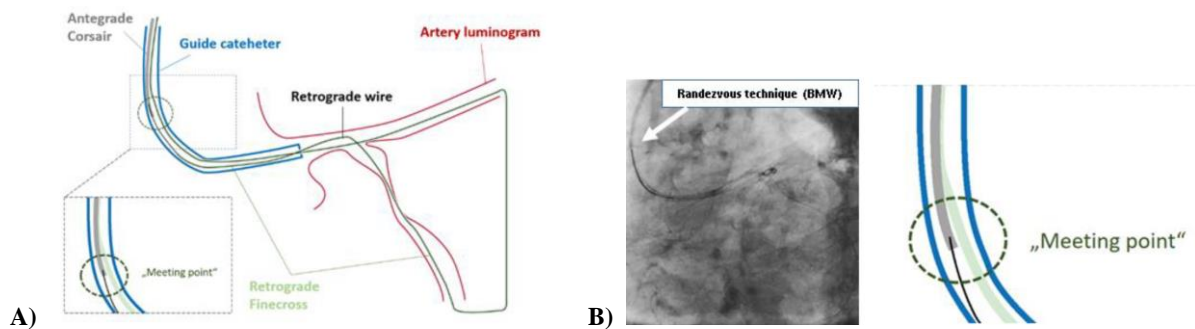 Antegrade
Corsair
Guide cateheter
Artery luminogram
Retrograde wire
„Meeting point“
Retrograde
Finecross
A)
Randezvous technique (BMW)
„Meeting point“
B)